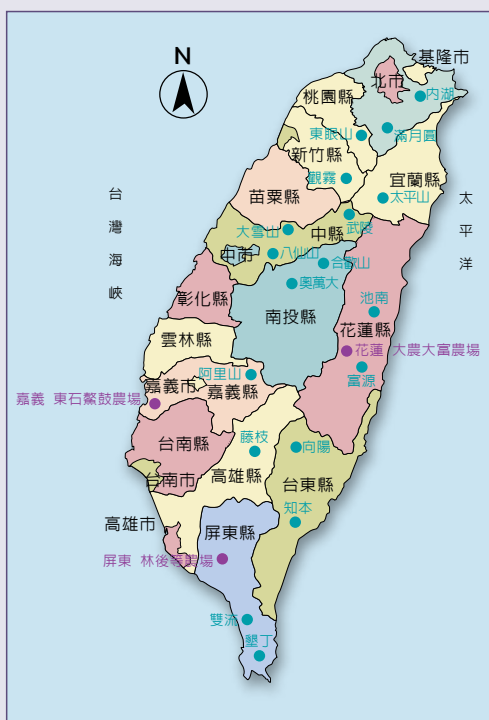 N
基隆市
北市
內湖
桃園縣
東眼山
滿月圓
新竹縣
觀霧
宜蘭縣
太平山
苗栗縣
台灣海峽
太平洋
武陵
大雪山
中縣
中市
八仙山
合歡山
奧萬大
彰化縣
南投縣
池南
花蓮縣
雲林縣
花蓮 大農大富農場
富源
阿里山
嘉義市
嘉義縣
嘉義 東石鰲鼓農場
台南縣
藤枝
向陽
台南市
高雄縣
台東縣
知本
高雄市
屏東縣
屏東 林後等農場
雙流
墾丁